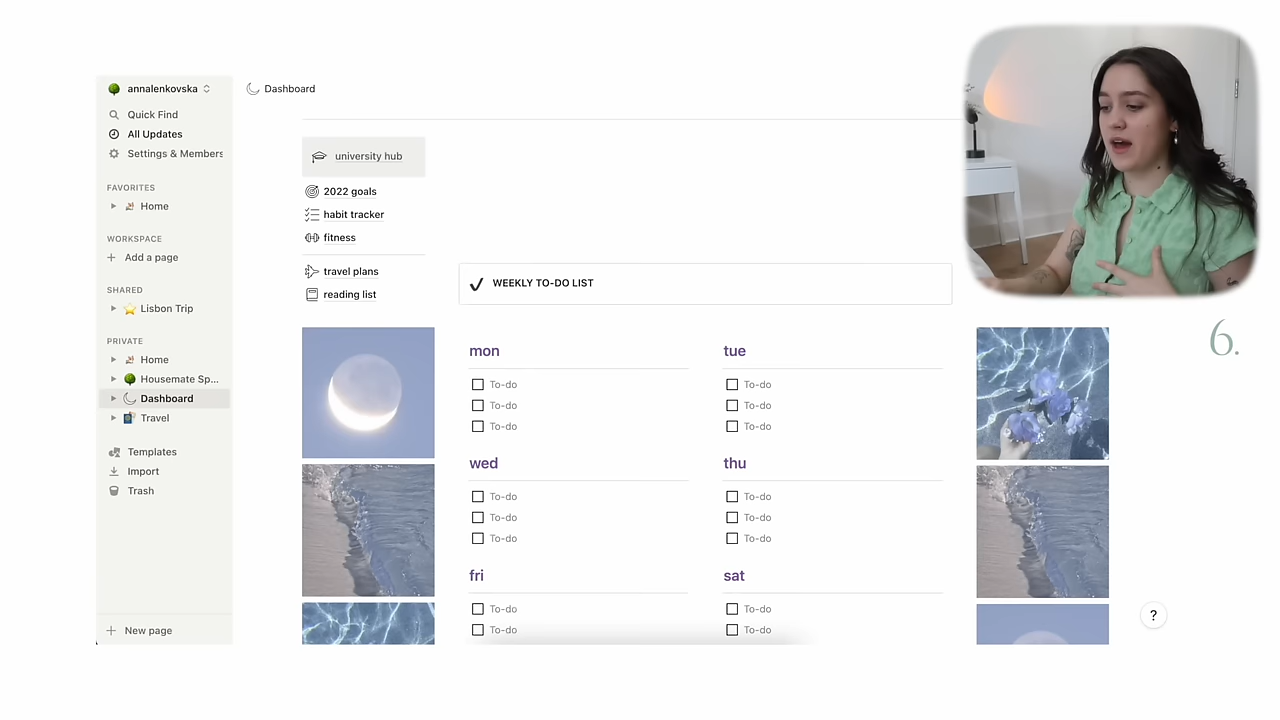 annalenkovska
Dashboard
Quick Find
All Updates
Settings & Members
FAVORITES
Home
WORKSPACE
Add a page
SHARED
Lisbon Trip
PRIVATE
Home
Housemate Sp...
Dashboard
Travel
Templates
Import
Trash
New page
university hub
2022 goals
habit tracker
fitness
travel plans
reading list
WEEKLY TO-DO LIST
mon
To-do
To-do
To-do
tue
To-do
To-do
To-do
wed
To-do
To-do
To-do
thu
To-do
To-do
To-do
fri
To-do
To-do
sat
To-do
To-do
6.
?